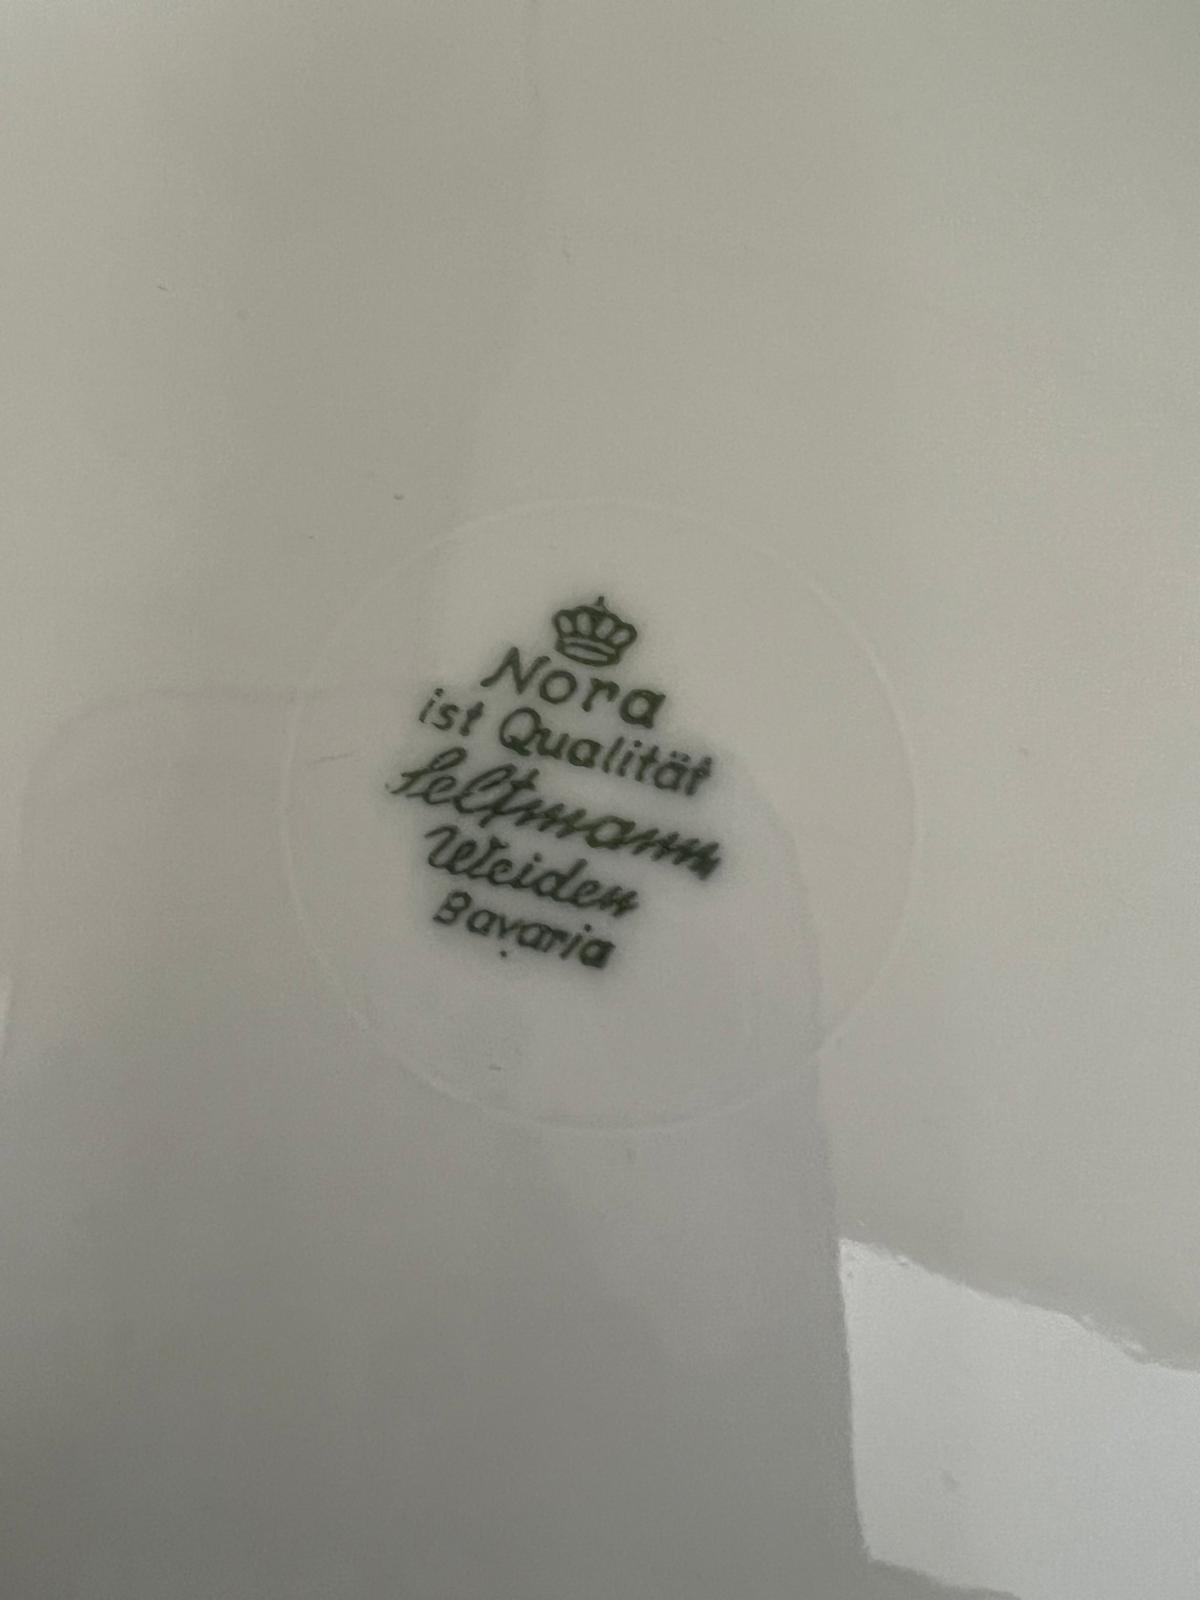 Nora
ist Qualität
Seltmann
Weiden
Bavaria